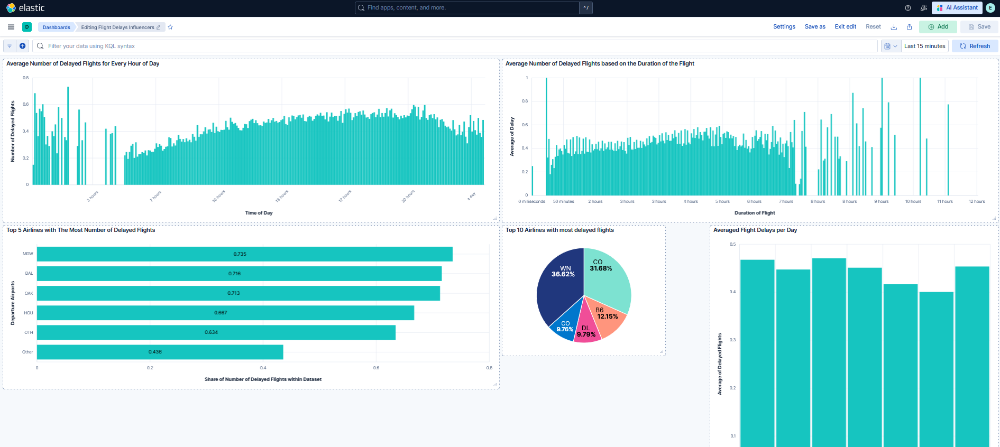 elastic
Find apps, content, and more.
^/
AI Assistant
E
D
Dashboards
Editing Flight Delays Influencers
Settings
Save as
Exit edit
Reset
Add
Save
Filter your data using KQL syntax
Last 15 minutes
Refresh
Average Number of Delayed Flights for Every Hour of Day
Number of Delayed Flights
0.8
0.6
0.4
0.2
0
3 hours
7 hours
10 hours
13 hours
17 hours
20 hours
a day
Time of Day
Average Number of Delayed Flights based on the Duration of the Flight
Average of Delay
1
0.8
0.6
0.4
0.2
0
0 milliseconds
50 minutes
2 hours
3 hours
3 hours
4 hours
5 hours
6 hours
7 hours
8 hours
8 hours
9 hours
10 hours
11 hours
12 hours
Duration of Flight
Top 5 Airlines with The Most Number of Delayed Flights
Departure Airports
MDW
0.735
DAL
0.716
OAK
0.713
HOU
0.667
OTH
0.634
Other
0.436
0
0.2
0.4
0.6
0.8
Share of Number of Delayed Flights within Dataset
Top 10 Airlines with most delayed flights
CO
31.68%
WN
36.62%
B6
12.15%
OO
9.76%
DL
9.79%
Averaged Flight Delays per Day
Average of Delayed Flights
0.5
0.4
0.3
0.2
0.1